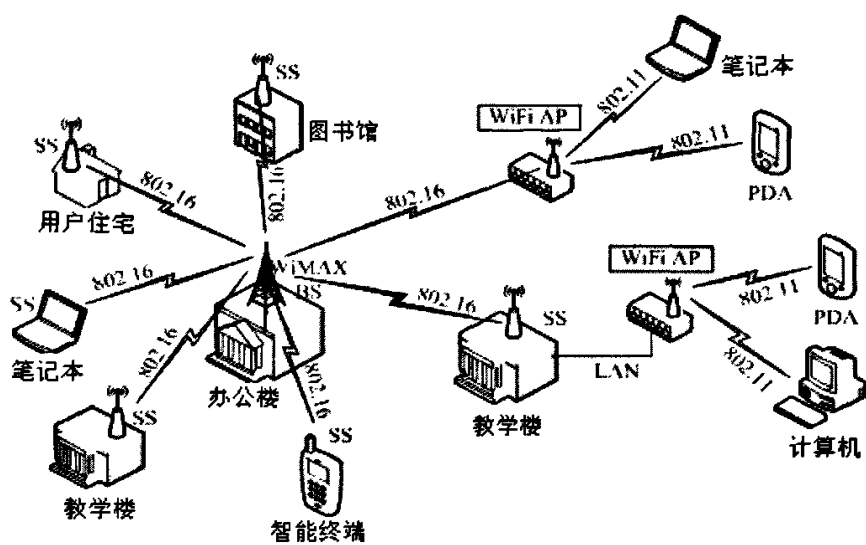 SS
图书馆
SS
802.16
用户住宅
802.16
WiFi AP
802.11
笔记本
802.11
PDA
802.16
SS
802.16
笔记本
WiMAX
BS
办公楼
802.16
SS
教学楼
LAN
WiFi AP
802.11
PDA
802.11
计算机
802.16
SS
教学楼
802.16
SS
智能终端